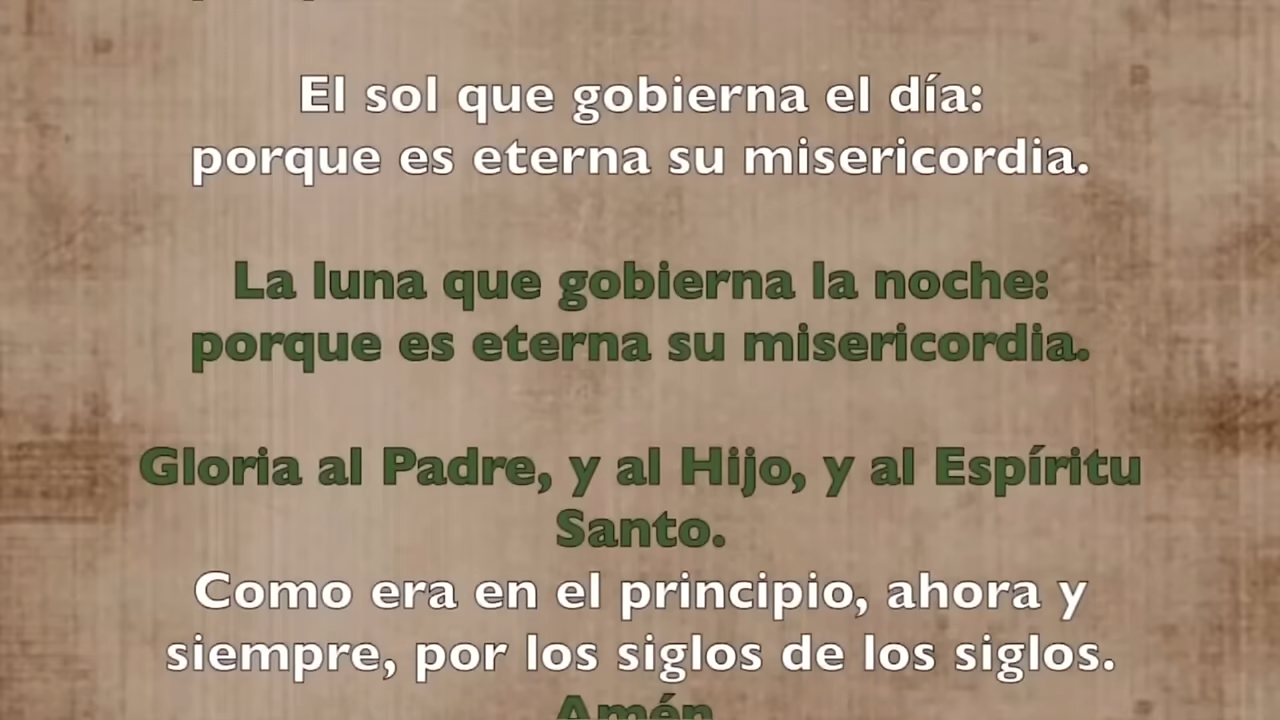 El sol que gobierna el día:
porque es eterna su misericordia.
La luna que gobierna la noche:
porque es eterna su misericordia.
Gloria al Padre, y al Hijo, y al Espíritu
Santo.
Como era en el principio, ahora y
siempre, por los siglos de los siglos.
Amén